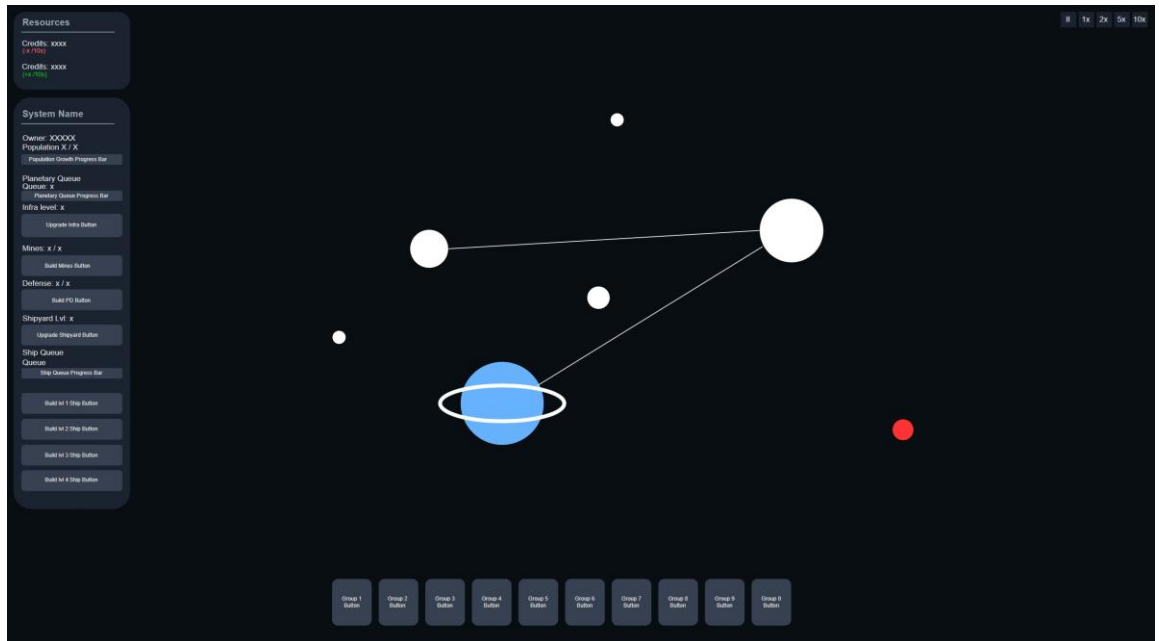 Resources
Credits: xxxx
(-x /10s)
Credits: xxxx
(+x /10s)
System Name
Owner: XXXXX
Population X / X
Population Growth Progress Bar
Planetary Queue
Queue: x
Planetary Queue Progress Bar
Infra level: x
Upgrade Infra Button
Mines: x / x
Build Mines Button
Defense: x / x
Build PD Button
Shipyard Lvl: x
Upgrade Shipyard Button
Ship Queue
Queue
Ship Queue Progress Bar
Build lvl 1 Ship Button
Build lvl 2 Ship Button
Build lvl 3 Ship Button
Build lvl 4 Ship Button
II 1x 2x 5x 10x
Group 1 Button
Group 2 Button
Group 3 Button
Group 4 Button
Group 5 Button
Group 6 Button
Group 7 Button
Group 8 Button
Group 9 Button
Group 0 Button